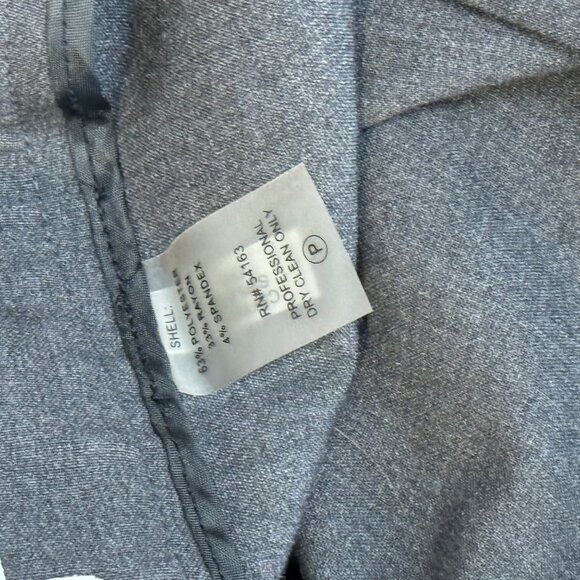 SHELL:
63% POLYESTER
33% RAYON
4% SPANDEX
RN# 54163
PROFESSIONAL
DRY CLEAN ONLY
P